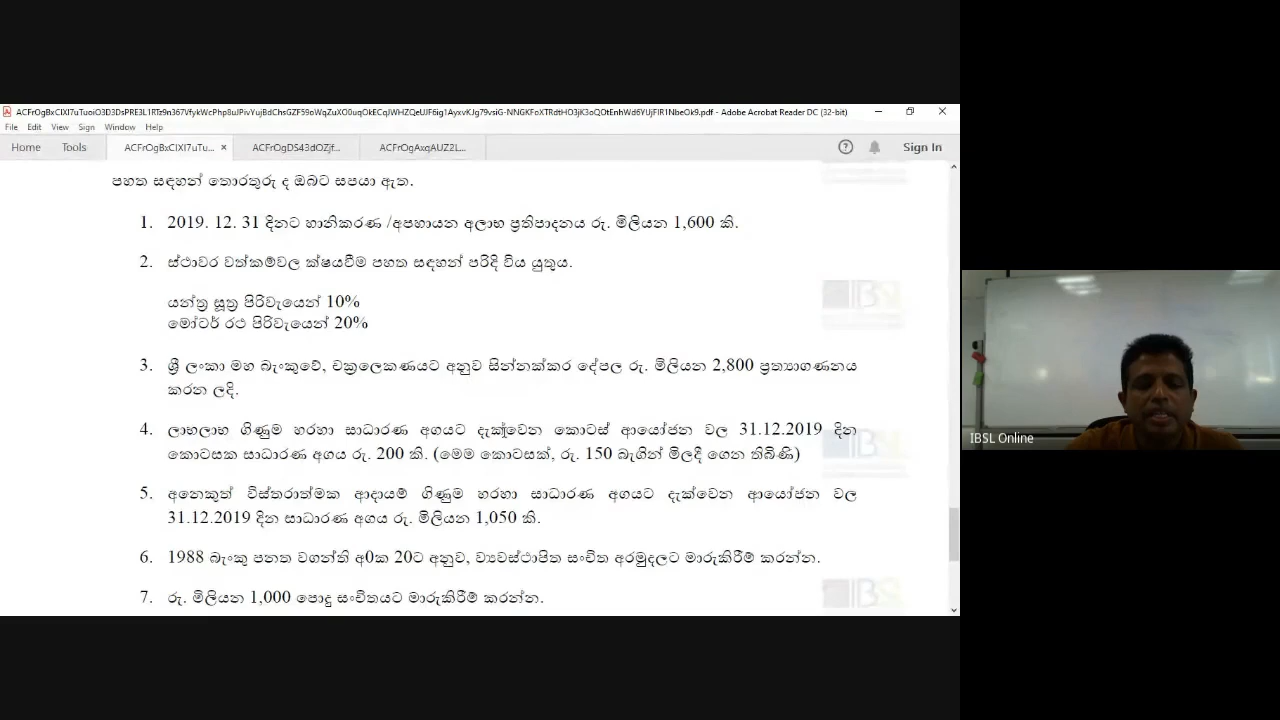 ACFrOgBxCIXI7uTuoiO3D3DsPRE3L1RTz9n367VfykWcPhp8uJPivYujBdChsGZF59oWqZuXO0uqOkECqJWHZQeUJF6ig1AyxvKJg79vsiG-NNGKFoXTRdtHO3jK3oQOtEnhWd6YUjFlR1NbeOk9.pdf - Adobe Acrobat Reader DC (32-bit)
File Edit View Sign Window Help
Home Tools ACFrOgBxCIXI7uTu... × ACFrOgDS43dOZjf... ACFrOgAxqAUZ2L... Sign In
පහත සඳහන් තොරතුරු ද ඔබට සපයා ඇත.
1. 2019. 12. 31 දිනට හානිකරණ /අපහායන අලාභ ප්‍රතිපාදනය රු. මිලියන 1,600 කි.
2. ස්ථාවර වත්කම්වල ක්ෂයවීම පහත සඳහන් පරිදි විය යුතුය.
යන්ත්‍ර සූත්‍ර පිරිවැයෙන් 10%
මෝටර් රථ පිරිවැයෙන් 20%
3. ශ්‍රී ලංකා මහ බැංකුවේ, චක්‍රලේකණයට අනුව සින්නක්කර දේපල රු. මිලියන 2,800 ප්‍රත්‍යාගණනය
කරන ලදි.
4. ලාභලාභ ගිණුම හරහා සාධාරණ අගයට දැක්වෙන කොටස් ආයෝජන වල 31.12.2019 දින
කොටසක සාධාරණ අගය රු. 200 කි. (මෙම කොටසක්, රු. 150 බැගින් මිලදී ගෙන තිබිණි)
5. අනෙකුත් විස්තරාත්මක ආදායම් ගිණුම හරහා සාධාරණ අගයට දැක්වෙන ආයෝජන වල
31.12.2019 දින සාධාරණ අගය රු. මිලියන 1,050 කි.
6. 1988 බැංකු පනත වගන්ති අ0ක 20ට අනුව, ව්‍යවස්ථාපිත සංචිත අරමුදලට මාරුකිරීම් කරන්න.
7. රු. මිලියන 1,000 පොදු සංචිතයට මාරුකිරීම් කරන්න.
IBSL Online